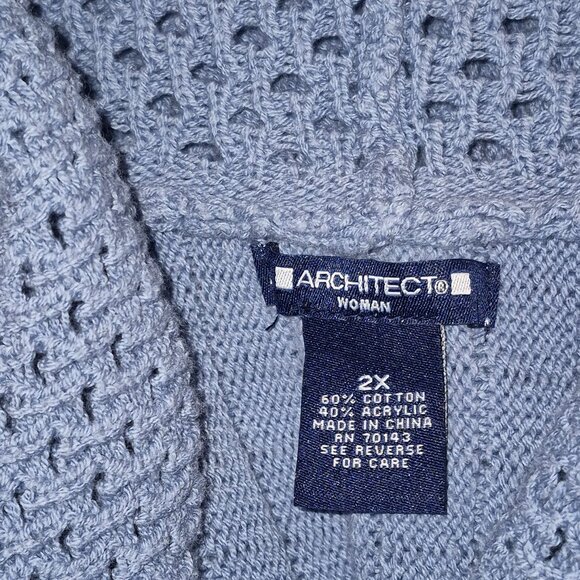 ARCHITECT®
WOMAN
2X
60% COTTON
40% ACRYLIC
MADE IN CHINA
RN 70143
SEE REVERSE
FOR CARE